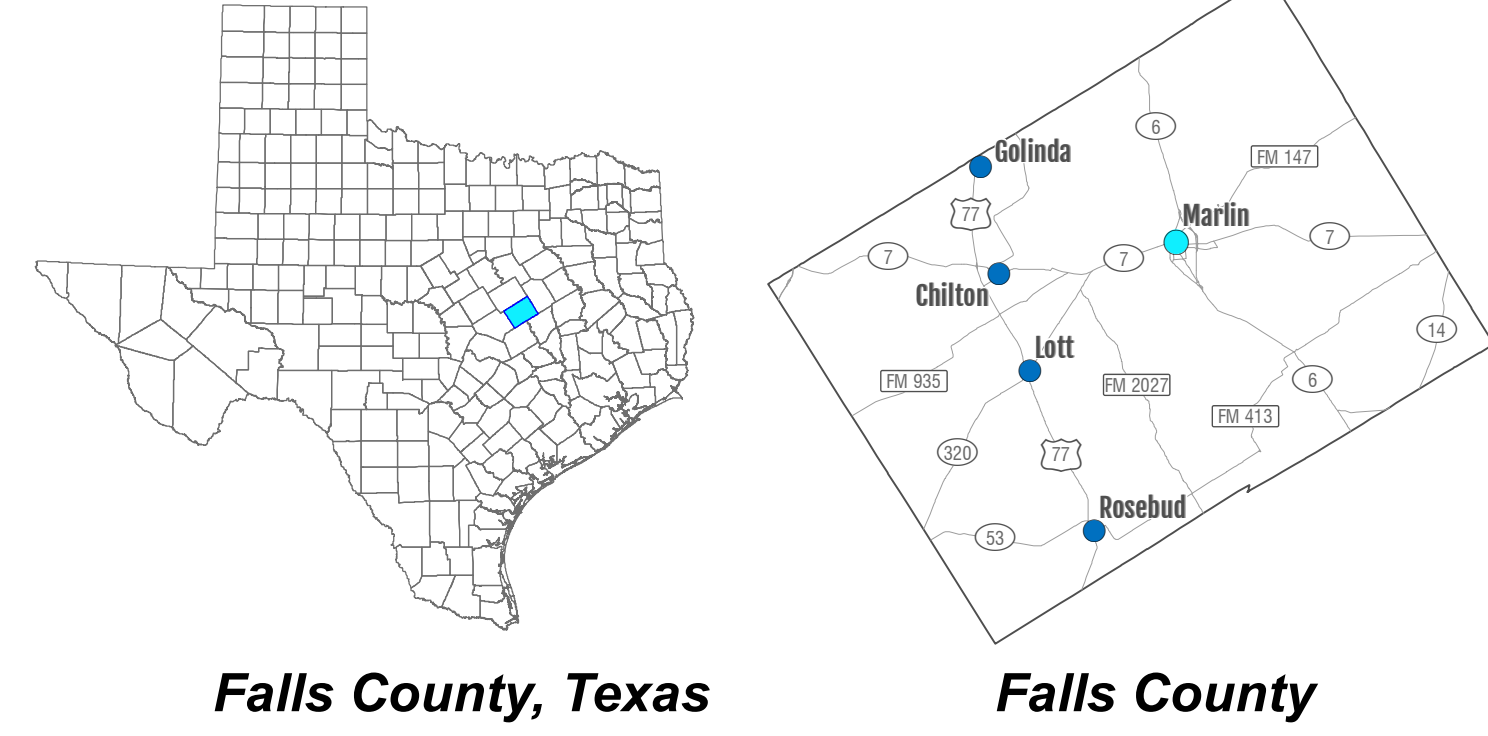 6
FM 147
Golinda
77
Marlin
7
7
7
Chilton
14
Lott
FM 935
FM 2027
6
FM 413
320
77
Rosebud
53
Falls County, Texas
Falls County